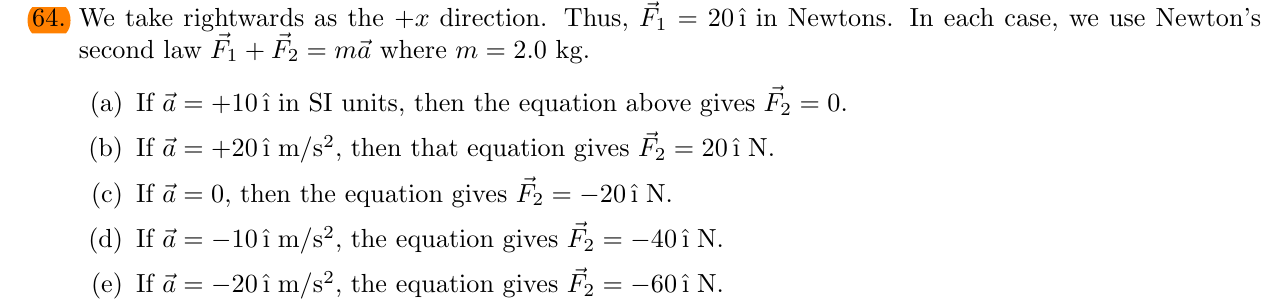 64. We take rightwards as the +x direction. Thus, F⃗₁ = 20 î in Newtons. In each case, we use Newton's
second law F⃗₁ + F⃗₂ = ma⃗ where m = 2.0 kg.
(a) If a⃗ = +10 î in SI units, then the equation above gives F⃗₂ = 0.
(b) If a⃗ = +20 î m/s², then that equation gives F⃗₂ = 20 î N.
(c) If a⃗ = 0, then the equation gives F⃗₂ = −20 î N.
(d) If a⃗ = −10 î m/s², the equation gives F⃗₂ = −40 î N.
(e) If a⃗ = −20 î m/s², the equation gives F⃗₂ = −60 î N.